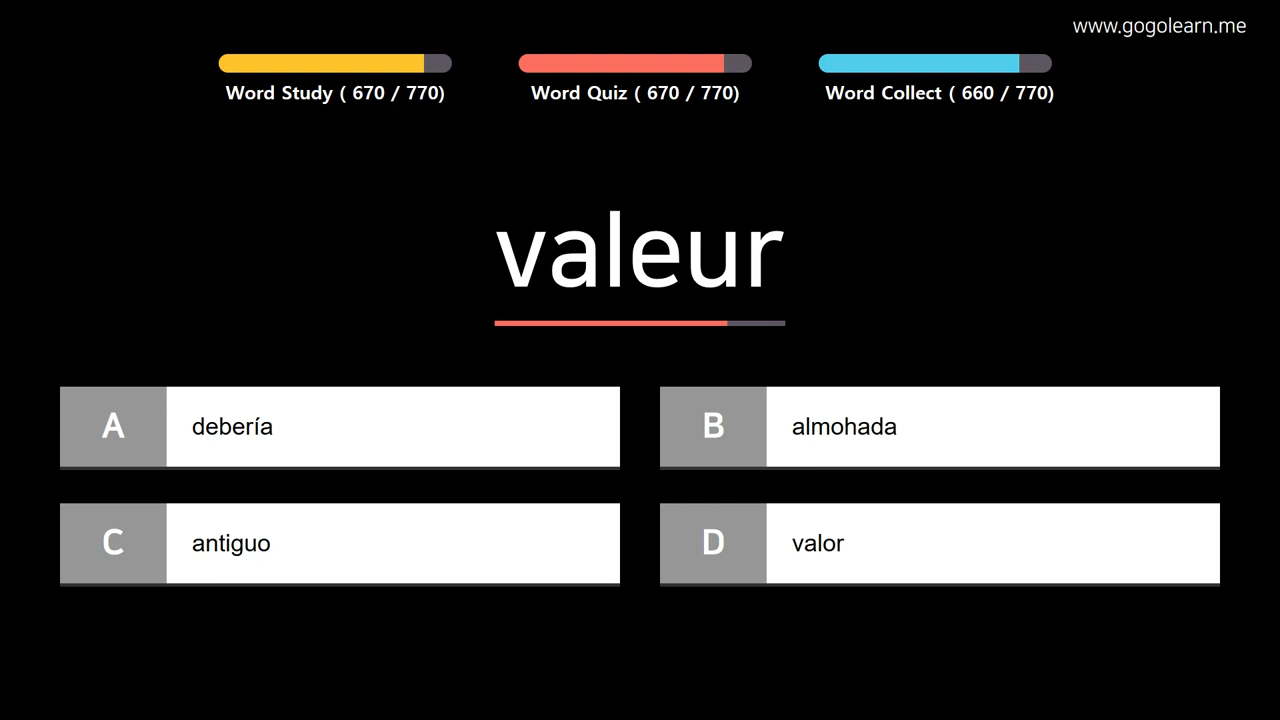 www.gogolearn.me
Word Study ( 670 / 770)
Word Quiz ( 670 / 770)
Word Collect ( 660 / 770)
valeur
A debería
B almohada
C antiguo
D valor